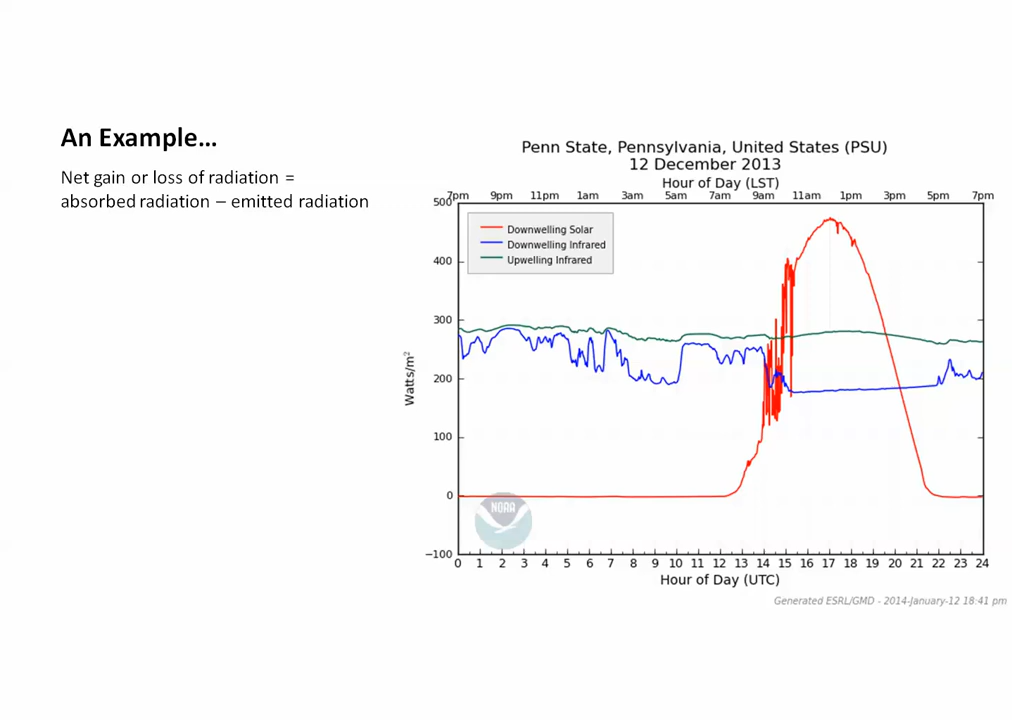 An Example...
Net gain or loss of radiation =
absorbed radiation – emitted radiation
Penn State, Pennsylvania, United States (PSU)
12 December 2013
Hour of Day (LST)
7pm 9pm 11pm 1am 3am 5am 7am 9am 11am 1pm 3pm 5pm 7pm
500
400
300
200
100
0
−100
Watts/m²
Downwelling Solar
Downwelling Infrared
Upwelling Infrared
NOAA
0 1 2 3 4 5 6 7 8 9 10 11 12 13 14 15 16 17 18 19 20 21 22 23 24
Hour of Day (UTC)
Generated ESRL/GMD - 2014-January-12 18:41 pm